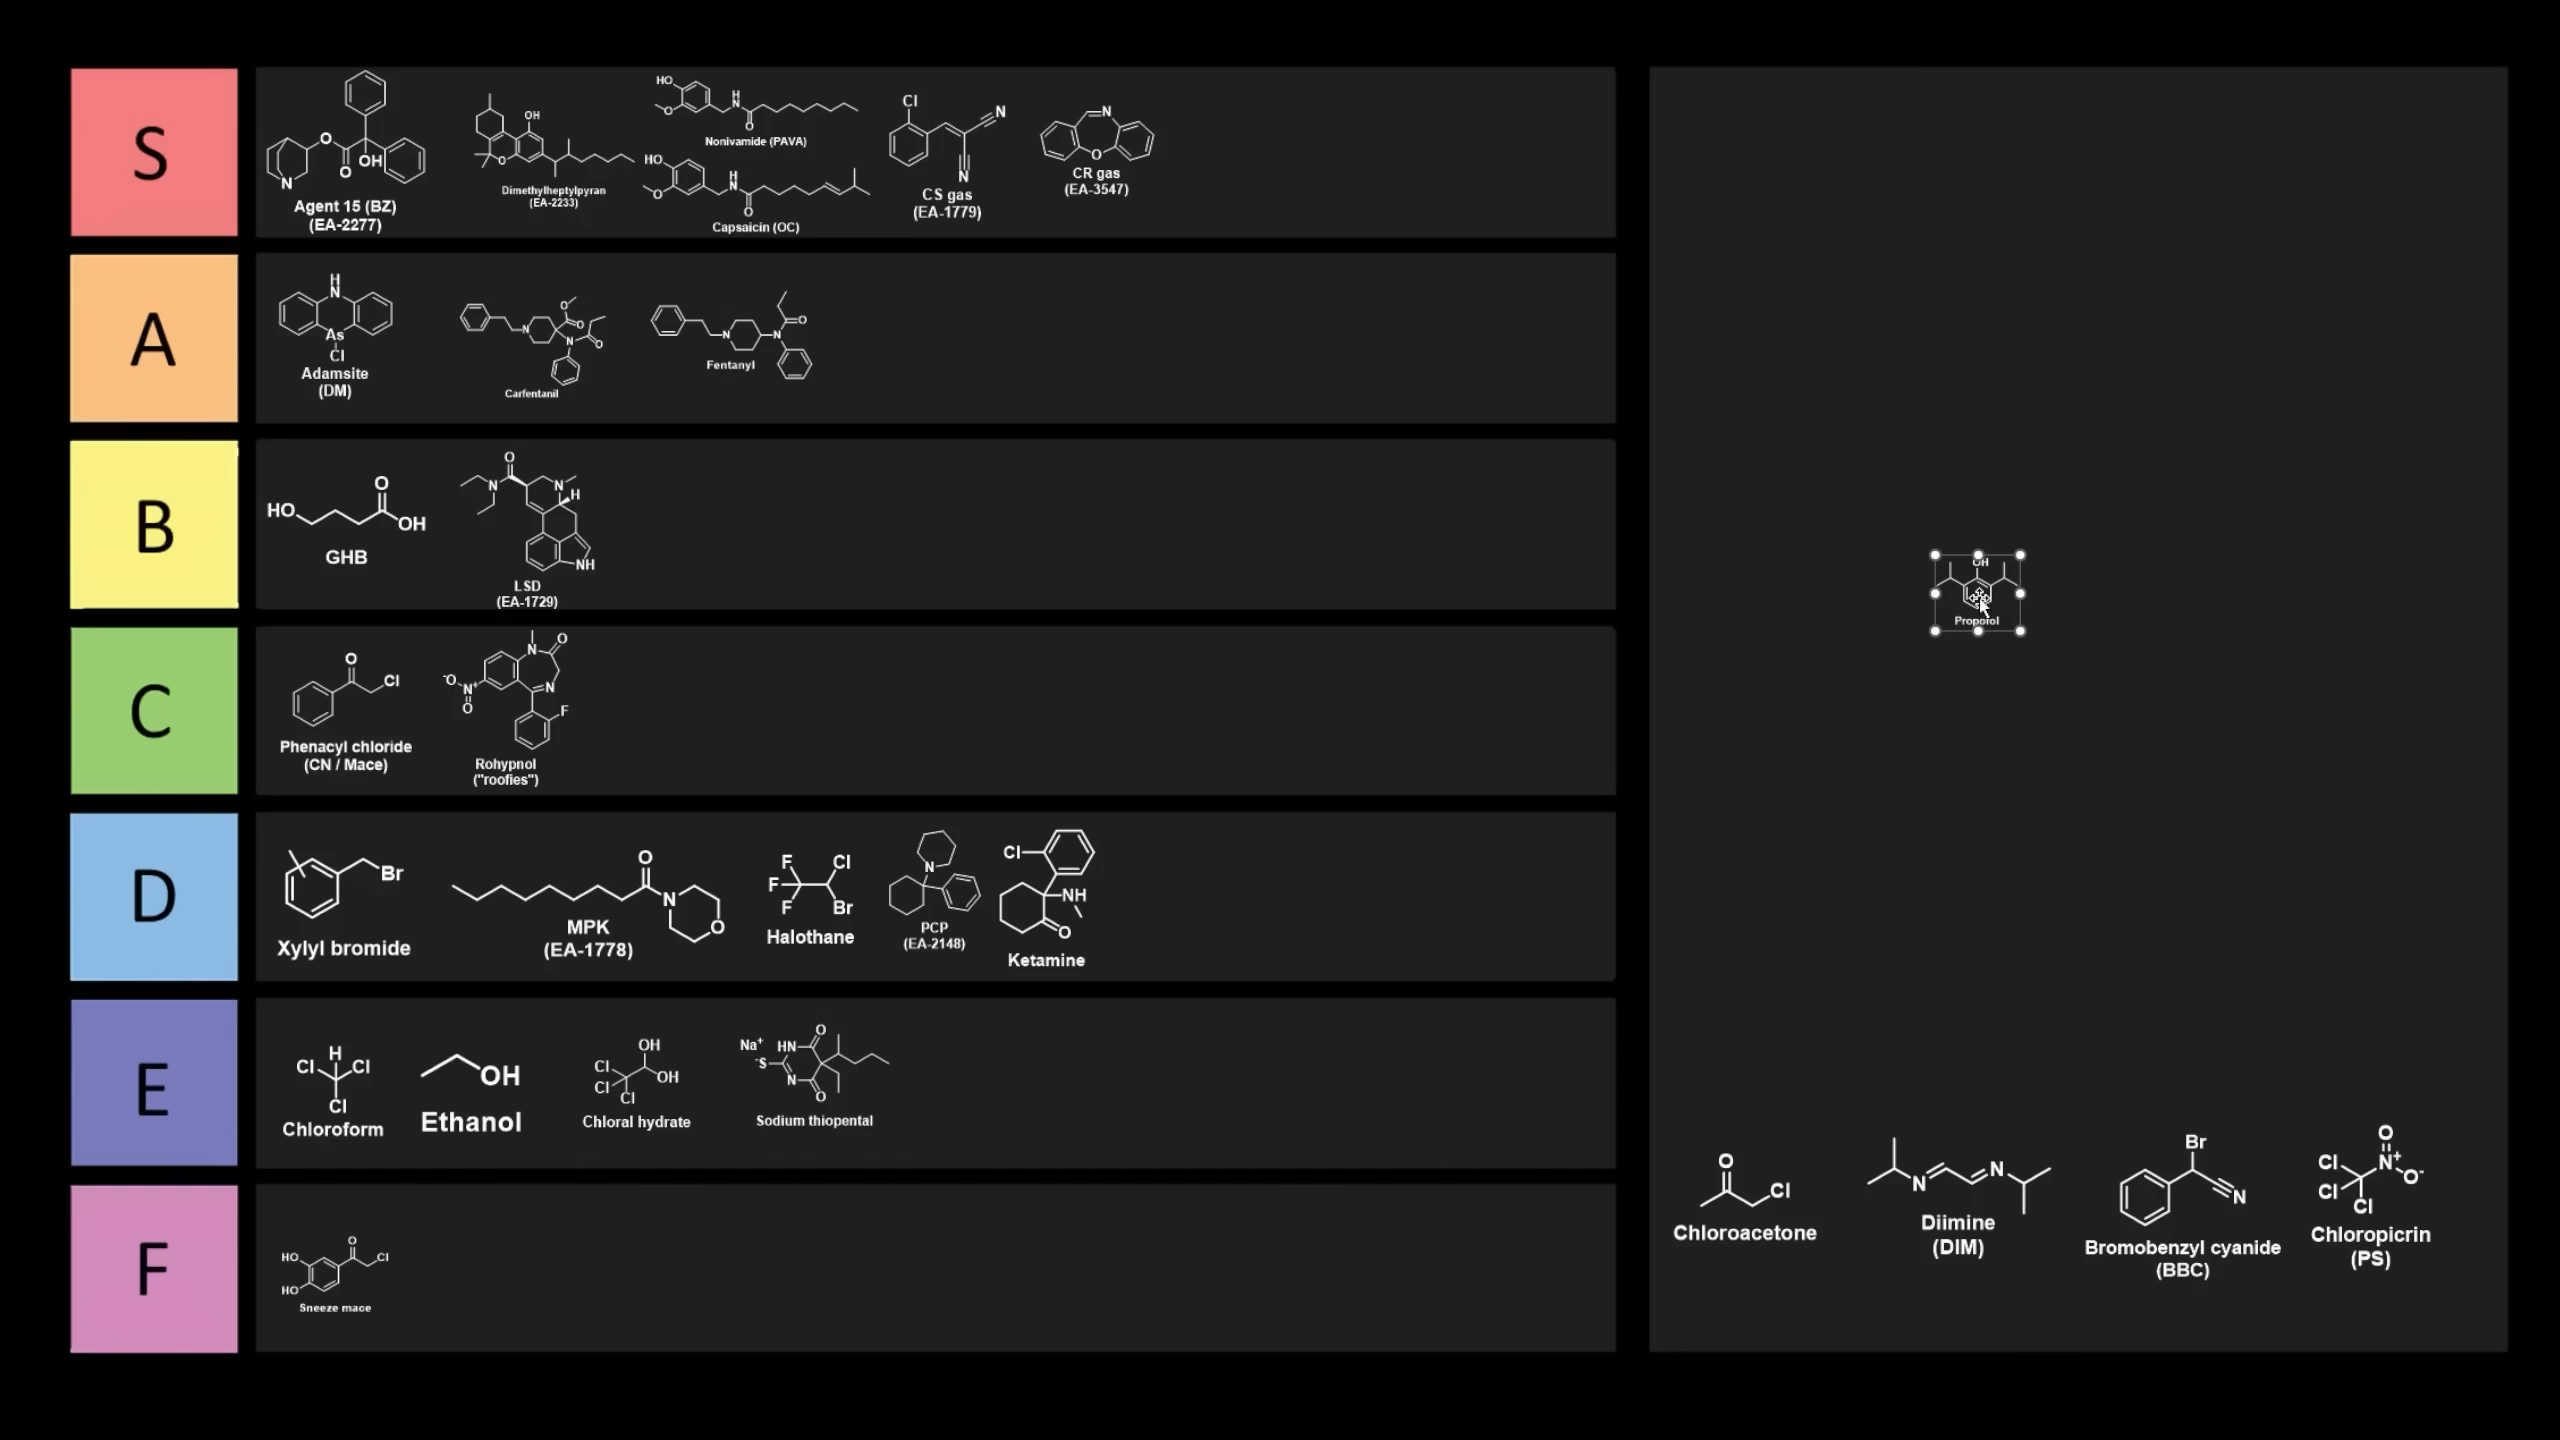 S
Agent 15 (BZ)
(EA-2277)
Dimethylheptylpyran
(EA-2233)
Nonivamide (PAVA)
Capsaicin (OC)
CS gas
(EA-1779)
CR gas
(EA-3547)
A
Adamsite
(DM)
Carfentanil
Fentanyl
B
GHB
LSD
(EA-1729)
C
Phenacyl chloride
(CN / Mace)
Rohypnol
("roofies")
D
Xylyl bromide
MPK
(EA-1778)
Halothane
PCP
(EA-2148)
Ketamine
E
Chloroform
Ethanol
Chloral hydrate
Sodium thiopental
F
Sneeze mace
Propofol
Chloroacetone
Diimine
(DIM)
Bromobenzyl cyanide
(BBC)
Chloropicrin
(PS)